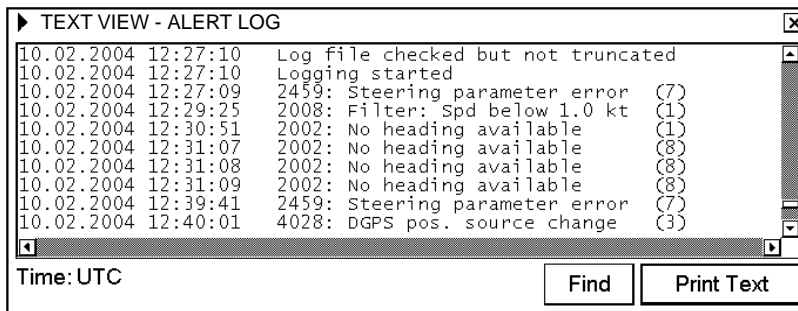 TEXT VIEW - ALERT LOG
10.02.2004 12:27:10 Log file checked but not truncated
10.02.2004 12:27:10 Logging started
10.02.2004 12:27:09 2459: Steering parameter error (7)
10.02.2004 12:29:25 2008: Filter: Spd below 1.0 kt (1)
10.02.2004 12:30:51 2002: No heading available (1)
10.02.2004 12:31:07 2002: No heading available (8)
10.02.2004 12:31:08 2002: No heading available (8)
10.02.2004 12:31:09 2002: No heading available (8)
10.02.2004 12:39:41 2459: Steering parameter error (7)
10.02.2004 12:40:01 4028: DGPS pos. source change (3)
Time: UTC
Find
Print Text